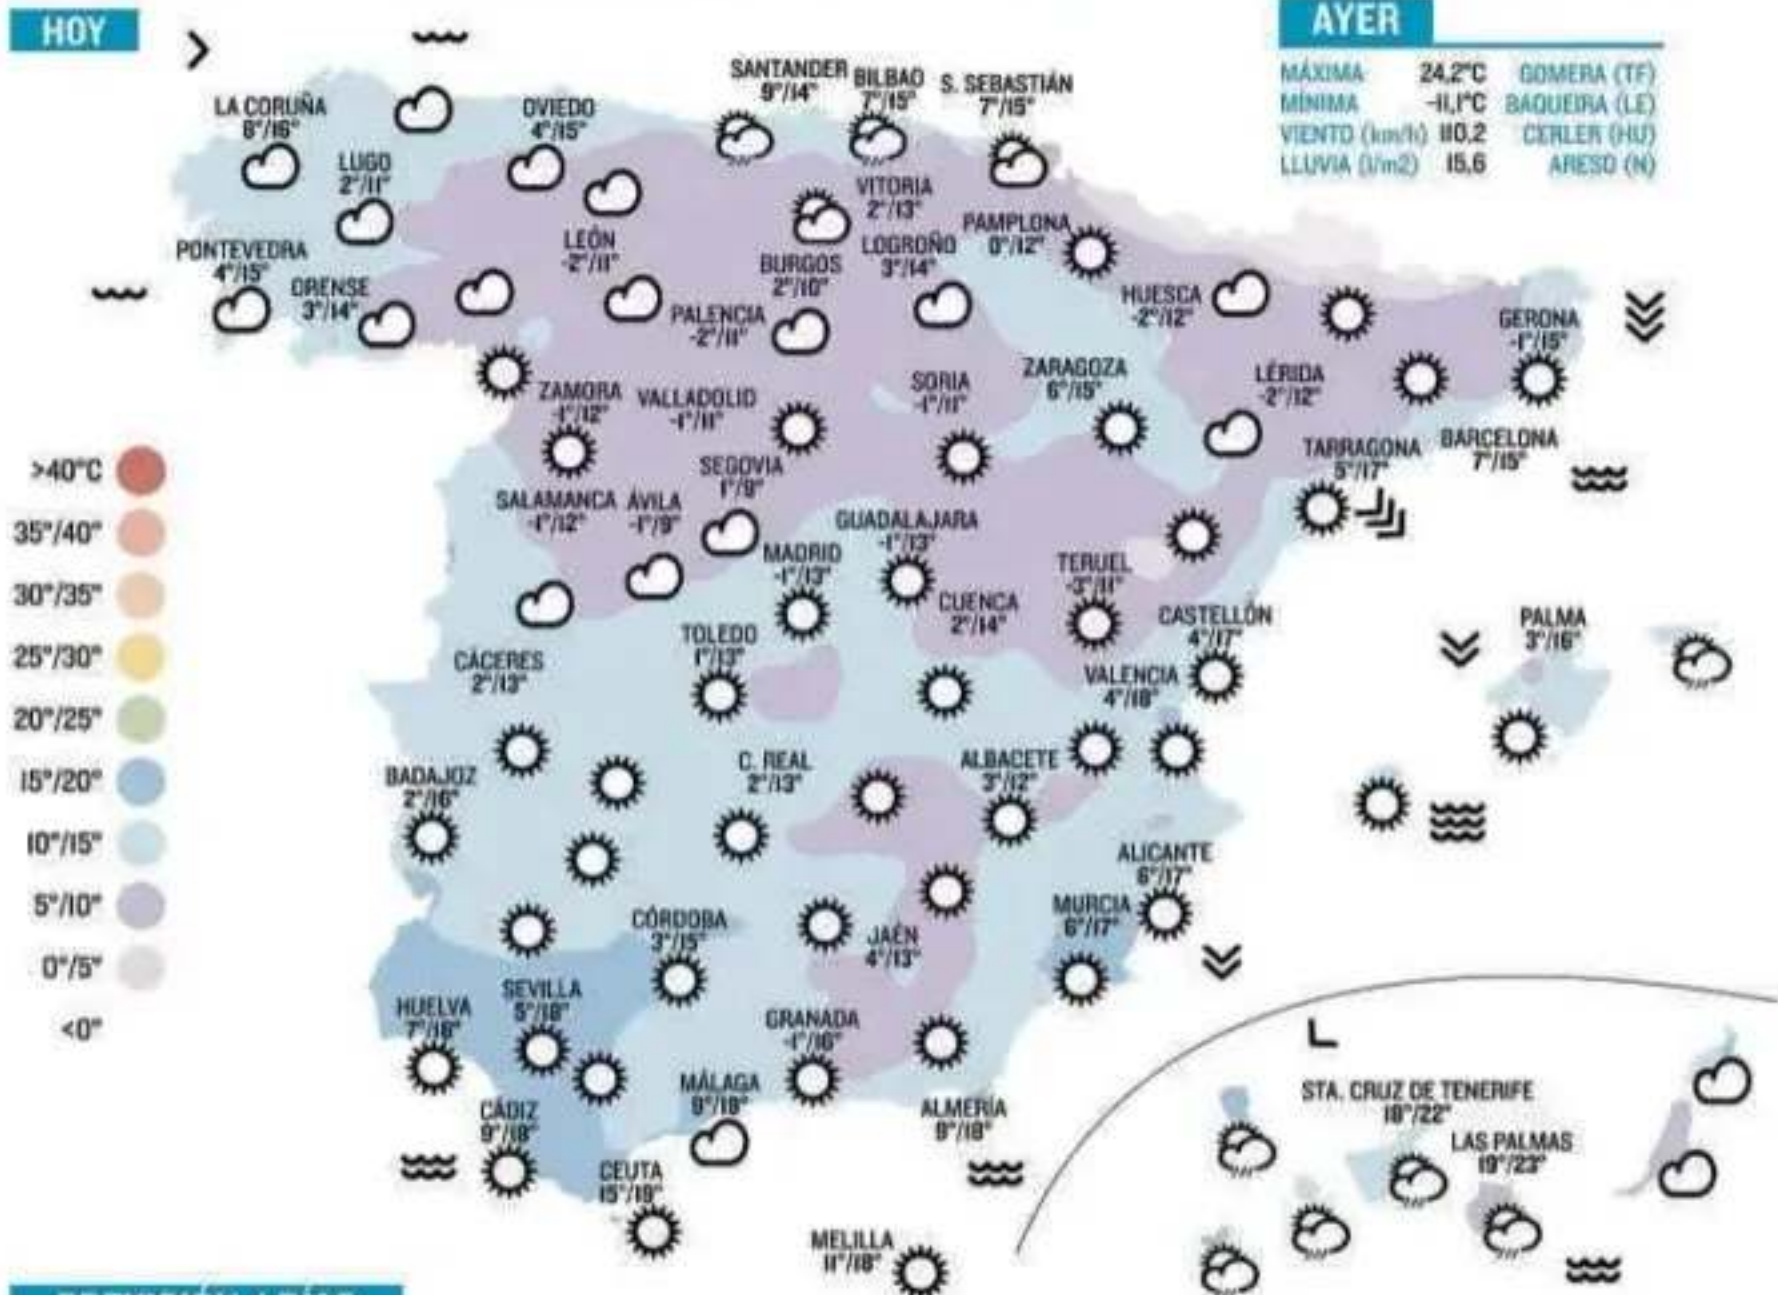 HOY
AYER
MÁXIMA 24,2°C GOMERA (TF)
MÍNIMA -11,1°C BAQUEIRA (LE)
VIENTO (km/h) 110,2 CERLER (HU)
LLUVIA (l/m2) 15,6 ARESO (N)
SANTANDER
9°/14°
BILBAO
7°/15°
S. SEBASTIÁN
7°/15°
LA CORUÑA
8°/16°
OVIEDO
4°/15°
LUGO
2°/11°
VITORIA
2°/13°
PAMPLONA
0°/12°
PONTEVEDRA
4°/15°
LEÓN
-2°/11°
BURGOS
2°/10°
LOGROÑO
3°/14°
ORENSE
3°/14°
PALENCIA
-2°/11°
HUESCA
-2°/12°
GERONA
-1°/15°
ZAMORA
-1°/12°
VALLADOLID
-1°/11°
SORIA
-1°/11°
ZARAGOZA
6°/15°
LÉRIDA
-2°/12°
TARRAGONA
5°/17°
BARCELONA
7°/15°
SEGOVIA
1°/9°
SALAMANCA
-1°/12°
ÁVILA
-1°/9°
GUADALAJARA
-1°/13°
MADRID
-1°/13°
TERUEL
-3°/11°
CUENCA
2°/14°
CASTELLÓN
4°/17°
PALMA
3°/16°
TOLEDO
1°/13°
CÁCERES
2°/13°
VALENCIA
4°/18°
BADAJOZ
2°/16°
C. REAL
2°/13°
ALBACETE
3°/12°
ALICANTE
6°/17°
MURCIA
6°/17°
CÓRDOBA
3°/15°
JAÉN
4°/13°
HUELVA
7°/18°
SEVILLA
5°/18°
GRANADA
-1°/16°
MÁLAGA
9°/18°
ALMERÍA
9°/18°
CÁDIZ
9°/18°
CEUTA
15°/19°
MELILLA
11°/18°
STA. CRUZ DE TENERIFE
18°/22°
LAS PALMAS
19°/23°
>40°C
35°/40°
30°/35°
25°/30°
20°/25°
15°/20°
10°/15°
5°/10°
0°/5°
<0°